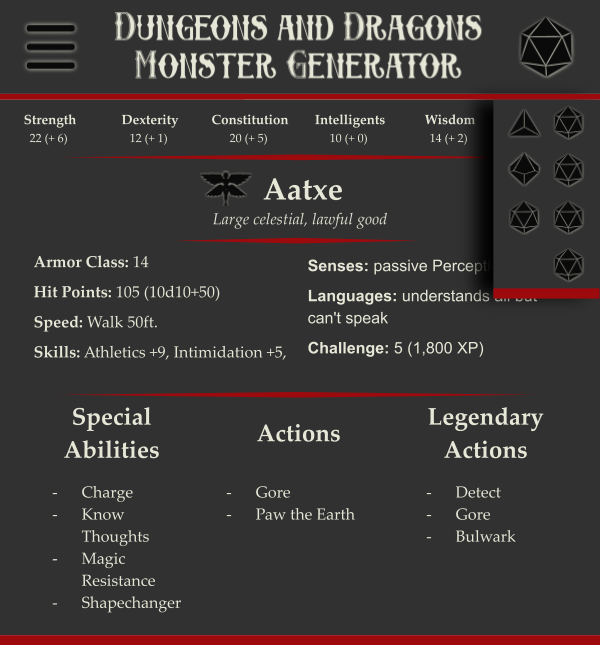 Dungeons and Dragons
Monster Generator
Strength Dexterity Constitution Intelligents Wisdom
22 (+ 6) 12 (+ 1) 20 (+ 5) 10 (+ 0) 14 (+ 2)
Aatxe
Large celestial, lawful good
Armor Class: 14
Hit Points: 105 (10d10+50)
Speed: Walk 50ft.
Skills: Athletics +9, Intimidation +5,
Senses: passive Percept
Languages: understands all but
can't speak
Challenge: 5 (1,800 XP)
Special
Abilities
- Charge
- Know
Thoughts
- Magic
Resistance
- Shapechanger
Actions
- Gore
- Paw the Earth
Legendary
Actions
- Detect
- Gore
- Bulwark